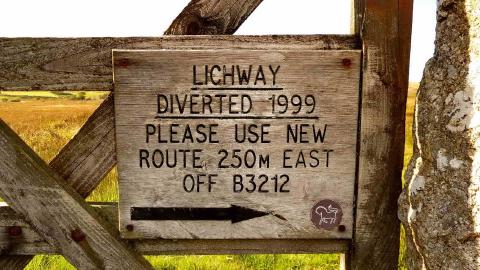 LICHWAY
DIVERTED 1999
PLEASE USE NEW
ROUTE 250M EAST
OFF B3212